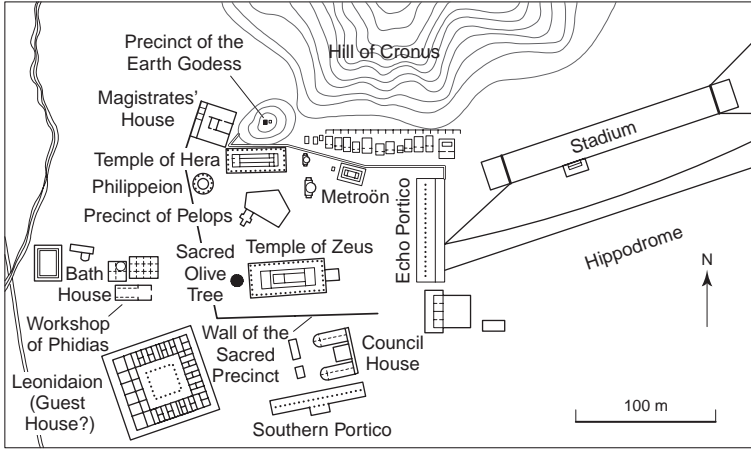 Precinct of the
Earth Godess
Hill of Cronus
Magistrates'
House
Stadium
Temple of Hera
Philippeion
Metroön
Precinct of Pelops
Echo Portico
Hippodrome
Sacred
Olive
Tree
Temple of Zeus
Bath
House
N
Workshop
of Phidias
Wall of the
Sacred
Precinct
Council
House
Leonidaion
(Guest
House?)
100 m
Southern Portico